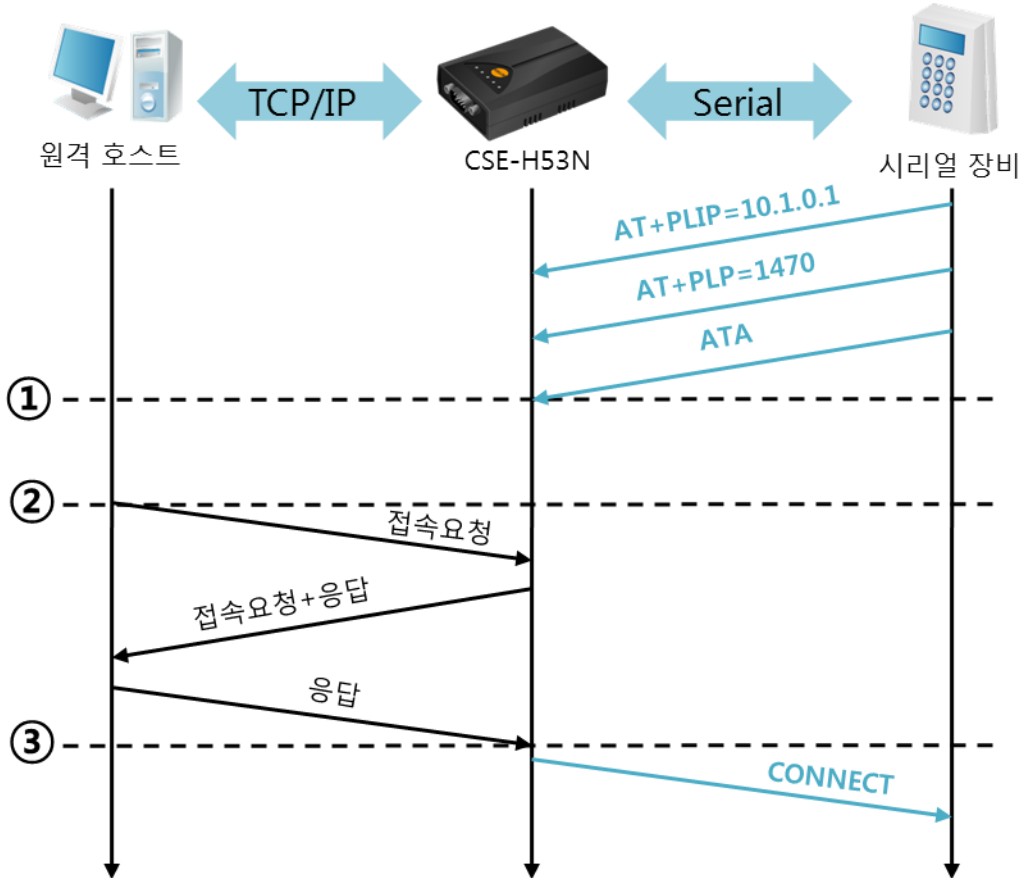 TCP/IP
Serial
원격 호스트
CSE-H53N
시리얼 장비
AT+PLIP=10.1.0.1
AT+PLP=1470
ATA
①
②
접속요청
접속요청+응답
응답
③
CONNECT